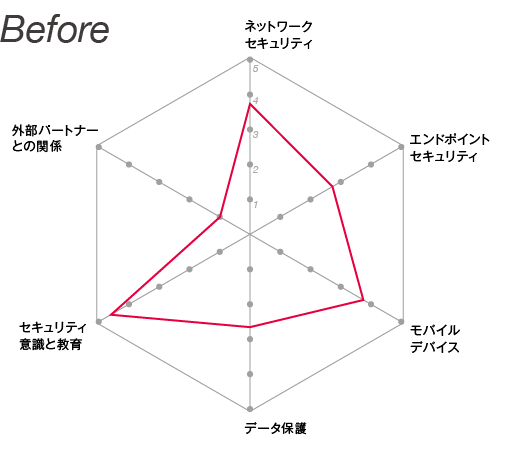 Before
ネットワーク
セキュリティ
5
4
3
2
1
外部パートナー
との関係
エンドポイント
セキュリティ
セキュリティ
意識と教育
モバイル
デバイス
データ保護